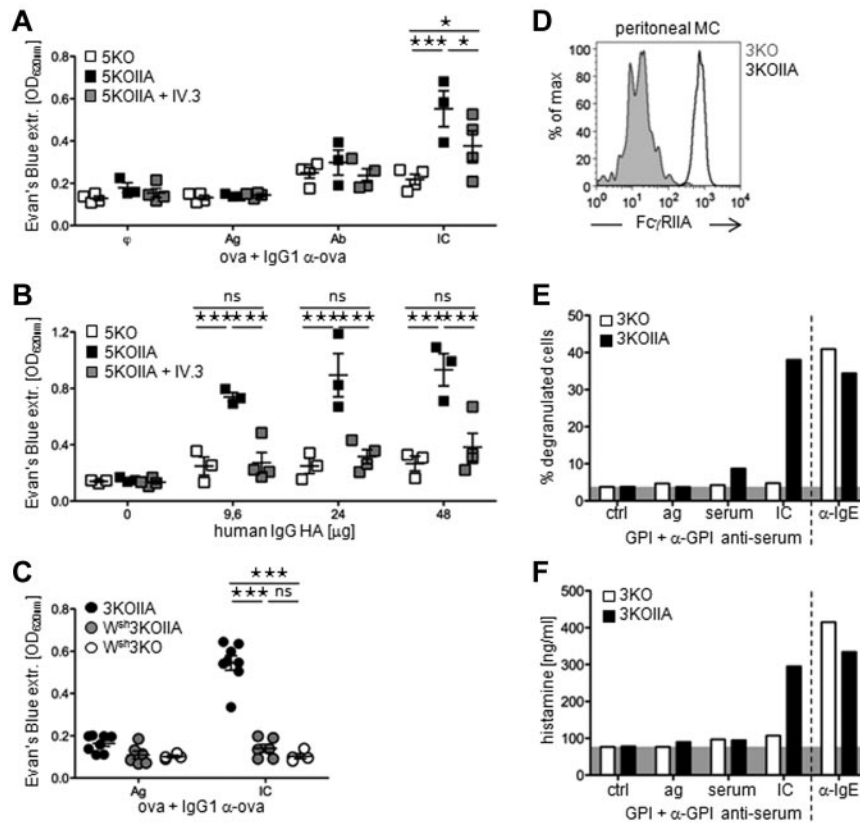 A
Evan's Blue extr. [OD620nm]
★
★★★ ★
□ 5KO
■ 5KOIIA
■ 5KOIIA + IV.3
0.8
0.6
0.4
0.2
0.0
φ Ag Ab IC
ova + IgG1 α-ova
B
Evan's Blue extr. [OD620nm]
ns ns ns
★★★ ★★★ ★★★ ★★★ ★★★ ★★★
□ 5KO
■ 5KOIIA
■ 5KOIIA + IV.3
1.2
0.8
0.4
0.0
0 9,6 24 48
human IgG HA [µg]
C
Evan's Blue extr. [OD620nm]
★★★
★★★ ns
● 3KOIIA
● Wsh3KOIIA
○ Wsh3KO
0.8
0.6
0.4
0.2
0.0
Ag IC
ova + IgG1 α-ova
D
peritoneal MC
3KO
3KOIIA
% of max
100
80
60
40
20
0
10⁰ 10¹ 10² 10³ 10⁴
FcγRIIA
E
% degranulated cells
□ 3KO
■ 3KOIIA
50
40
30
20
10
0
ctrl ag serum IC α-IgE
GPI + α-GPI anti-serum
F
histamine [ng/ml]
□ 3KO
■ 3KOIIA
500
400
300
200
100
0
ctrl ag serum IC α-IgE
GPI + α-GPI anti-serum